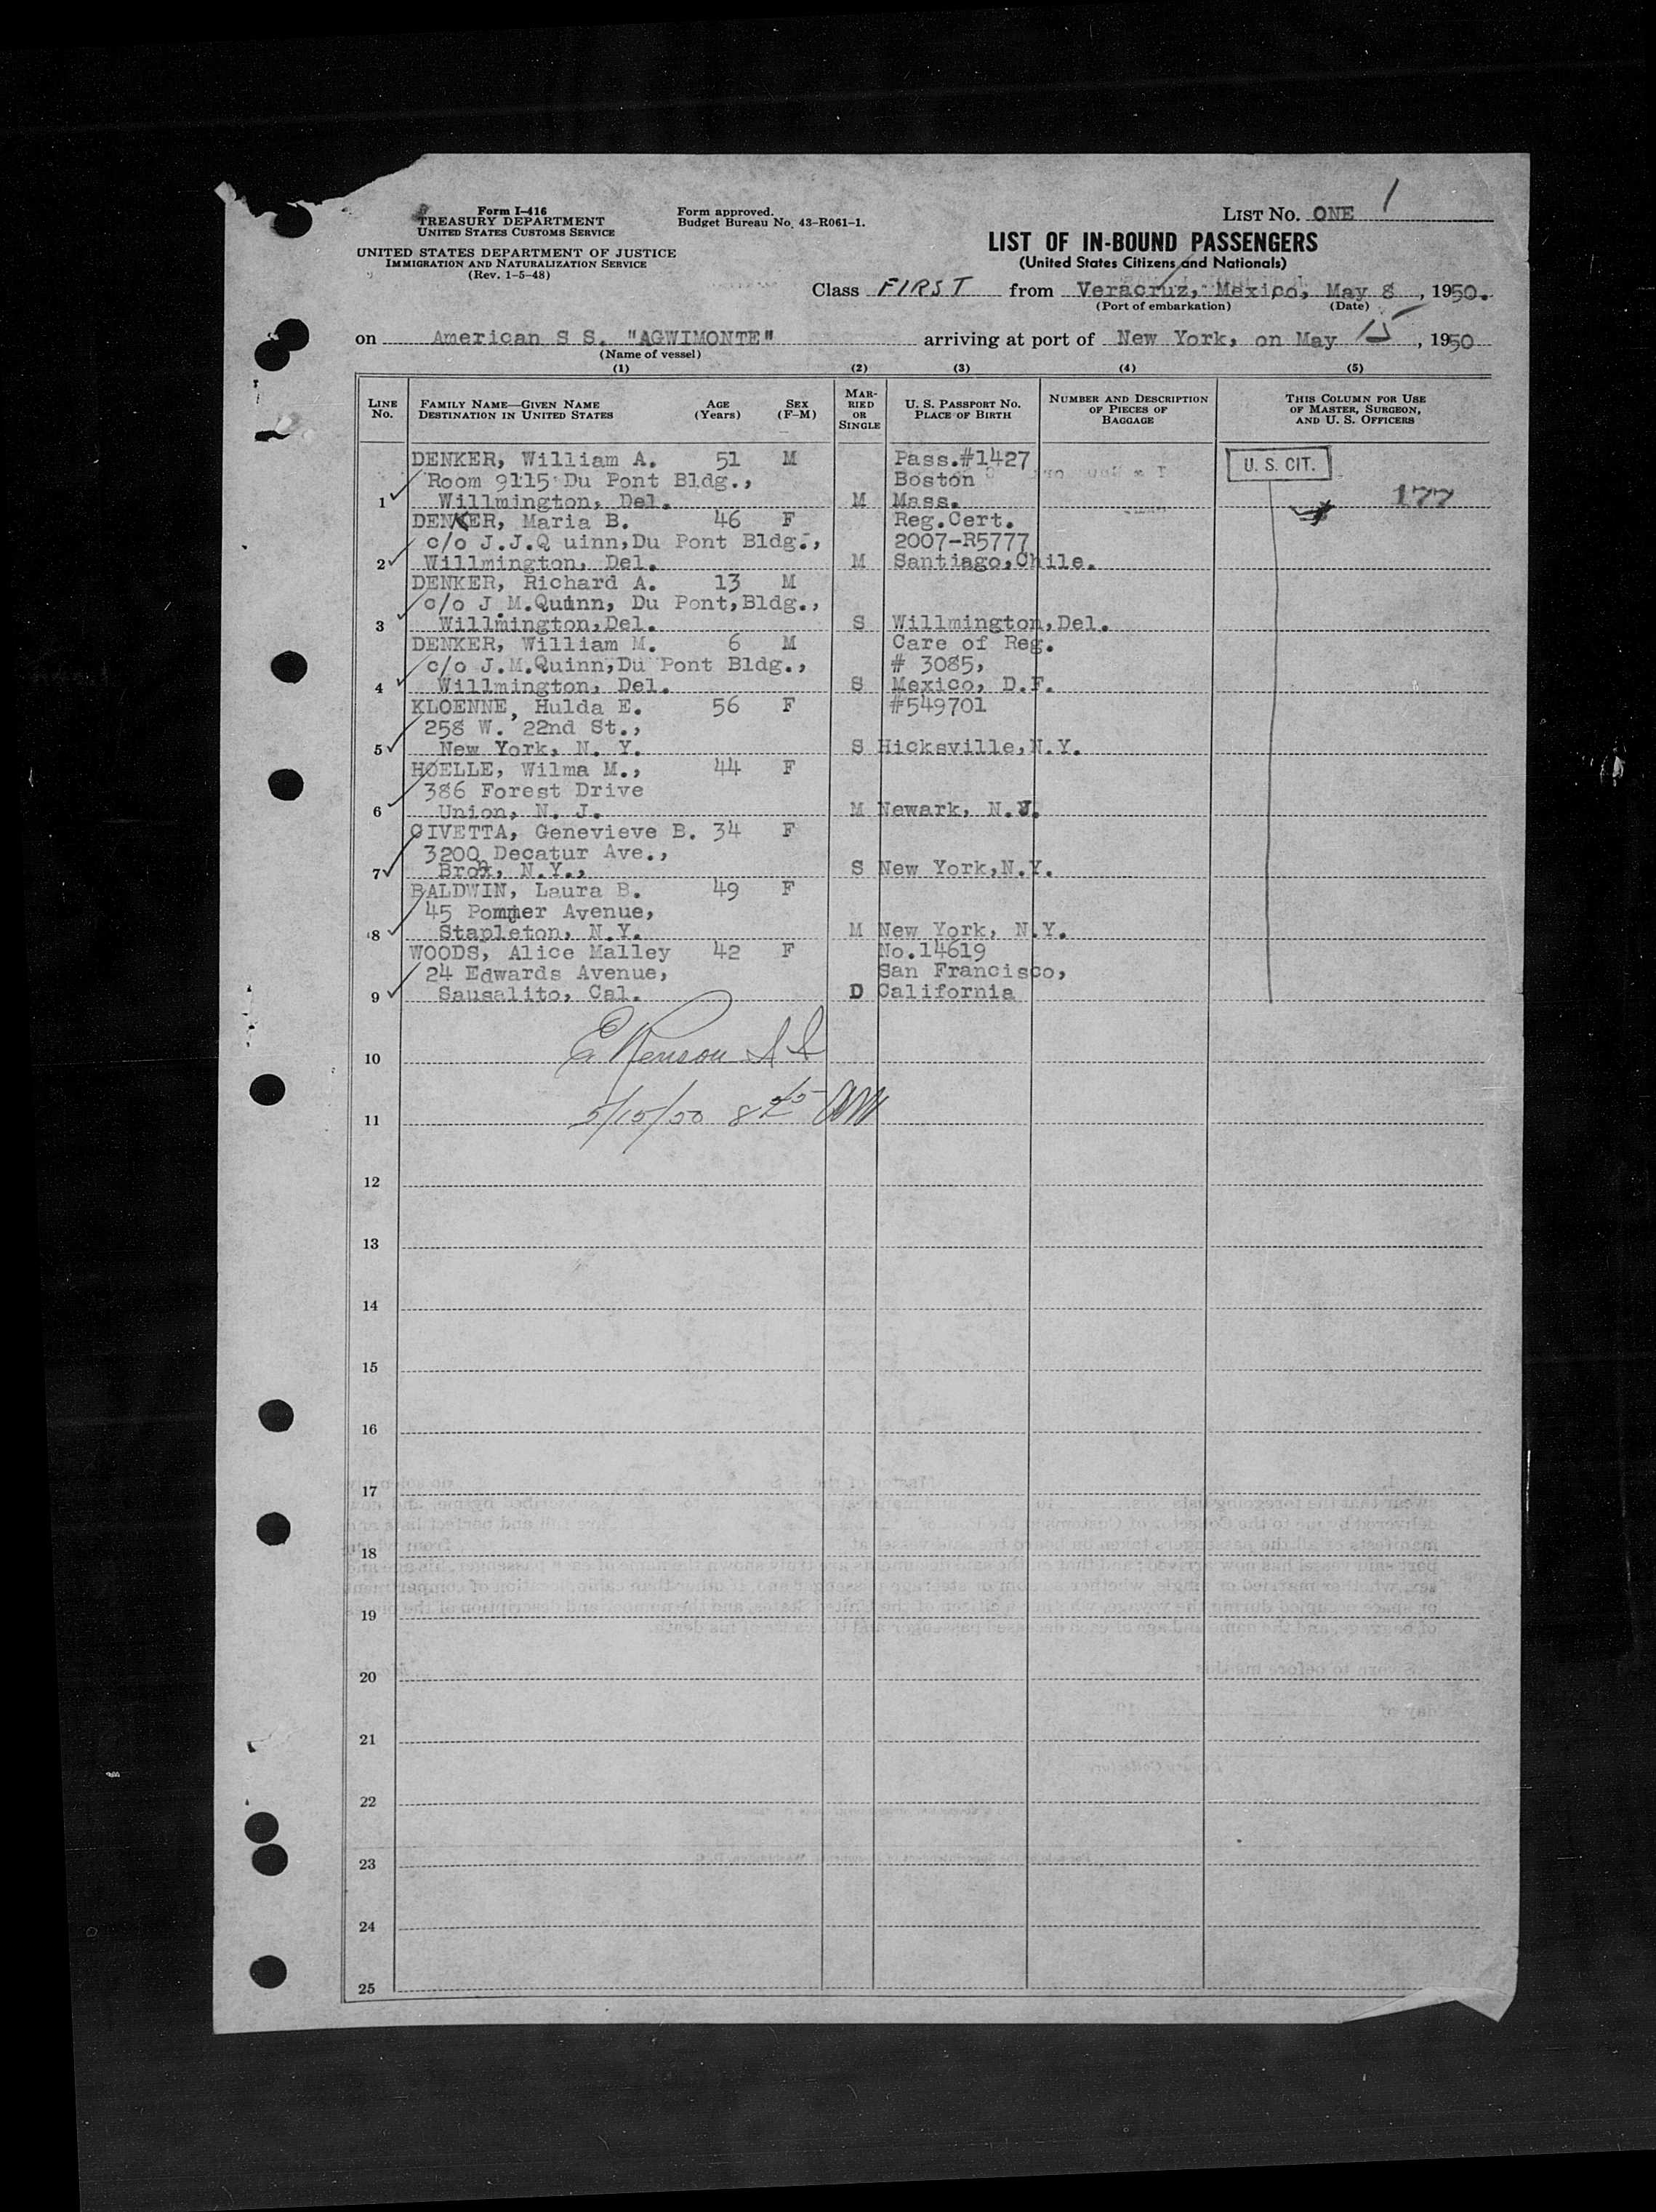 Form I-416
TREASURY DEPARTMENT
UNITED STATES CUSTOMS SERVICE
UNITED STATES DEPARTMENT OF JUSTICE
IMMIGRATION AND NATURALIZATION SERVICE
(Rev. 1-5-48)
Form approved.
Budget Bureau No. 43-R061-1.
LIST NO. ONE 1
LIST OF IN-BOUND PASSENGERS
(United States Citizens and Nationals)
Class FIRST from Veracruz, Mexico, May 8, 1950.
(Port of embarkation) (Date)
on American S S. "AGWIMONTE" arriving at port of New York, on May 15, 1950
(Name of vessel)
(1) (2) (3) (4) (5)
LINE No.
FAMILY NAME—GIVEN NAME
DESTINATION IN UNITED STATES
AGE (Years)
SEX (F-M)
MARRIED OR SINGLE
U. S. PASSPORT NO.
PLACE OF BIRTH
NUMBER AND DESCRIPTION OF PIECES OF BAGGAGE
THIS COLUMN FOR USE OF MASTER, SURGEON, AND U. S. OFFICERS
DENKER, William A. 51 M Pass.#1427 U. S. CIT.
Room 9115 Du Pont Bldg., Boston
1 Willmington, Del. M Mass. 177
DENKER, Maria B. 46 F Reg.Cert.
c/o J.J.Q uinn,Du Pont Bldg., 2007-R5777
2 Willmington, Del. M Santiago,Chile.
DENKER, Richard A. 13 M
c/o J.M.Quinn, Du Pont,Bldg.,
3 Willmington,Del. S Willmington,Del.
DENKER, William M. 6 M Care of Reg.
c/o J.M.Quinn,Du Pont Bldg., # 3085,
4 Willmington, Del. S Mexico, D.F.
KLOENNE, Hulda E. 56 F #549701
258 W. 22nd St.,
5 New York, N. Y. S Hicksville,N.Y.
HOELLE, Wilma M., 44 F
386 Forest Drive
6 Union, N. J. M Newark, N.J.
CIVETTA, Genevieve B. 34 F
3200 Decatur Ave.,
7 Bronx, N.Y., S New York,N.Y.
BALDWIN, Laura B. 49 F
45 Pommer Avenue,
8 Stapleton, N.Y. M New York, N.Y.
WOODS, Alice Malley 42 F No.14619
24 Edwards Avenue, San Francisco,
9 Sausalito, Cal. D California
10
5/15/50 8 25 AM
11
12
13
14
15
16
17
18
19
20
21
22
23
24
25